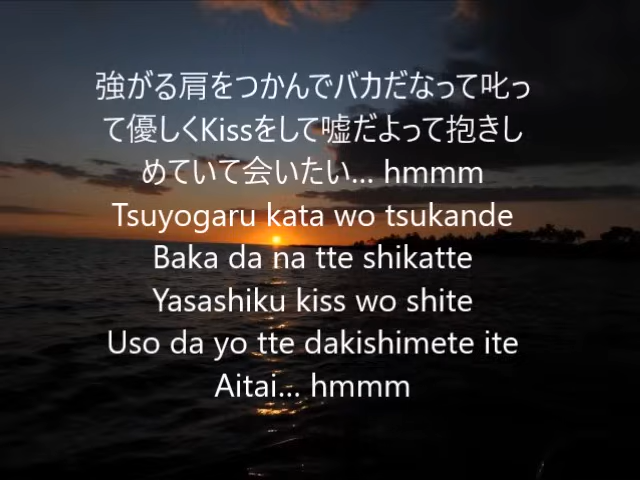 強がる肩をつかんでバカだなって叱っ
て優しくKissをして嘘だよって抱きし
めていて会いたい... hmmm
Tsuyogaru kata wo tsukande
Baka da na tte shikatte
Yasashiku kiss wo shite
Uso da yo tte dakishimete ite
Aitai... hmmm